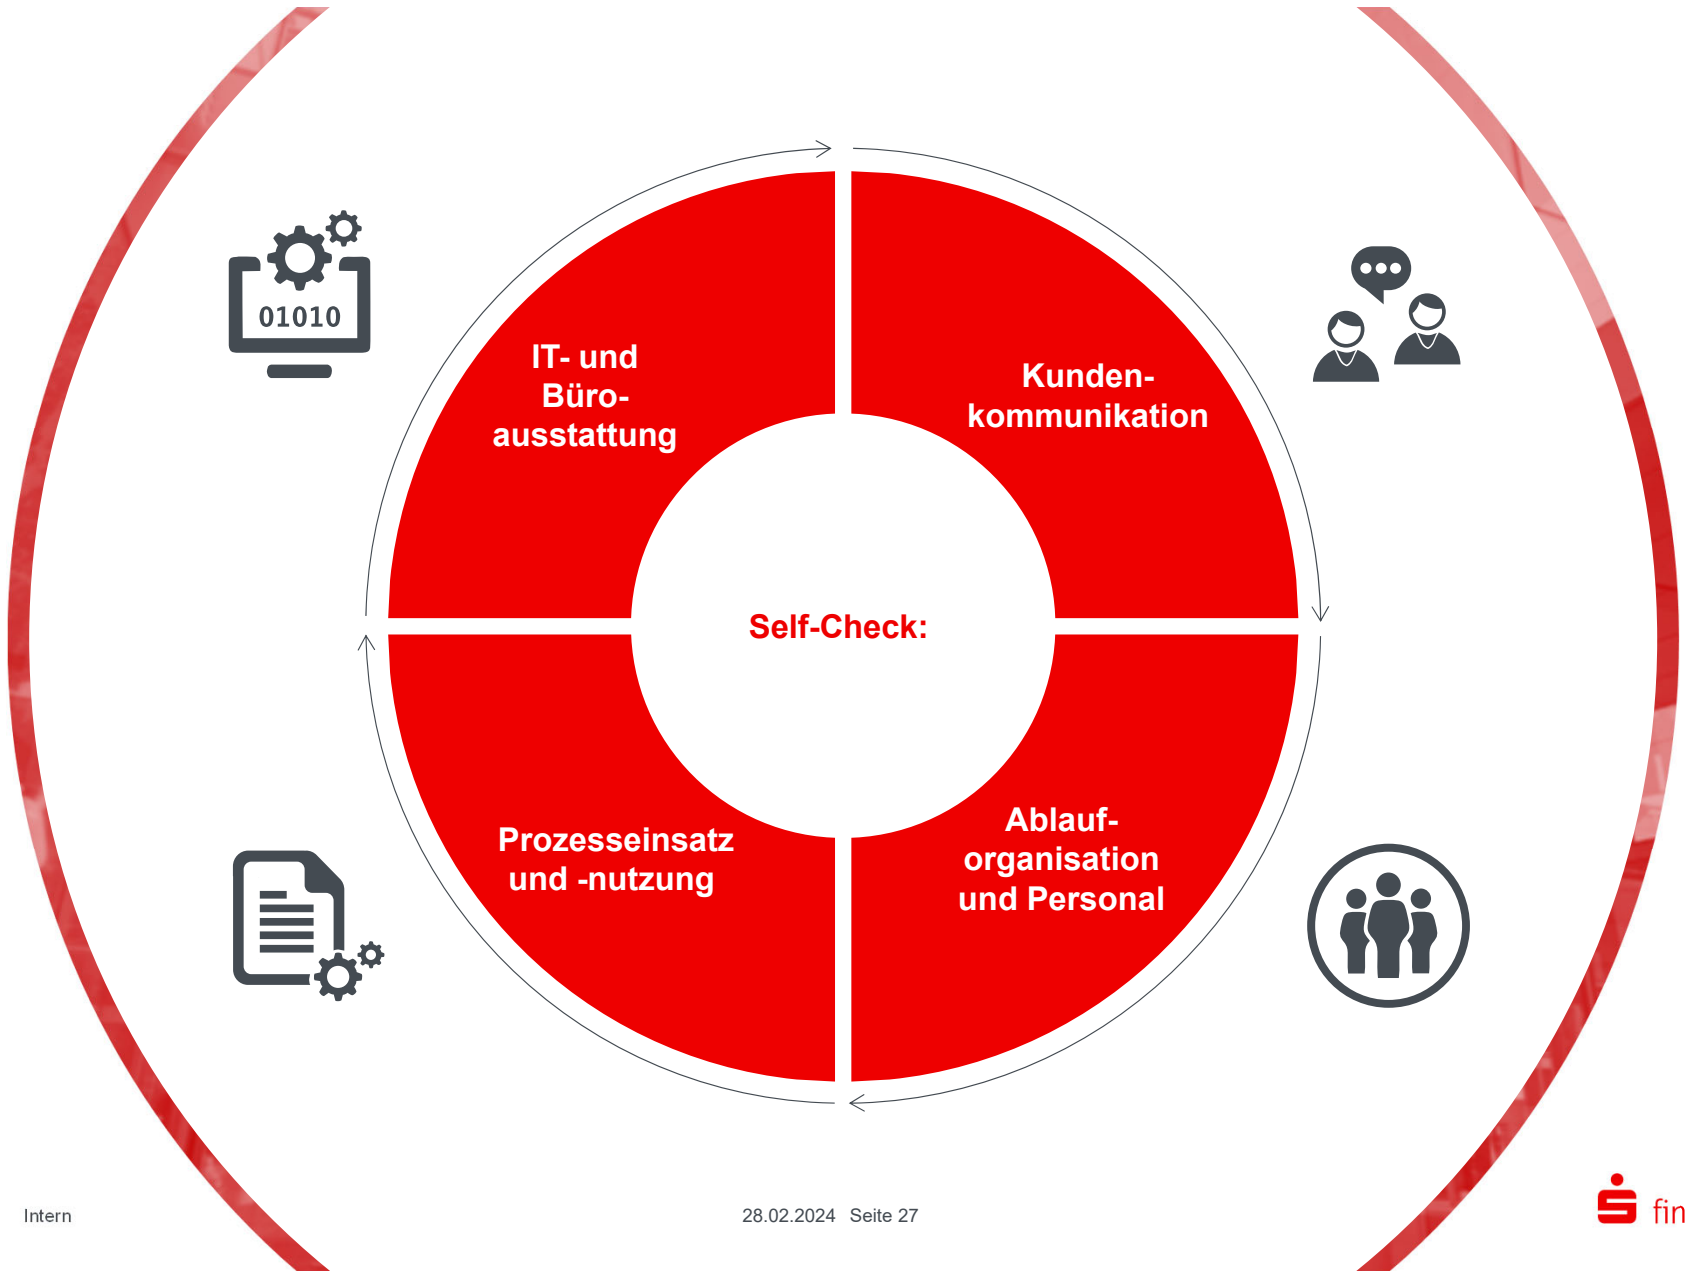 01010
IT- und
Büro-
ausstattung
Kunden-
kommunikation
Self-Check:
Prozesseinsatz
und -nutzung
Ablauf-
organisation
und Personal
Intern
28.02.2024 Seite 27
fin